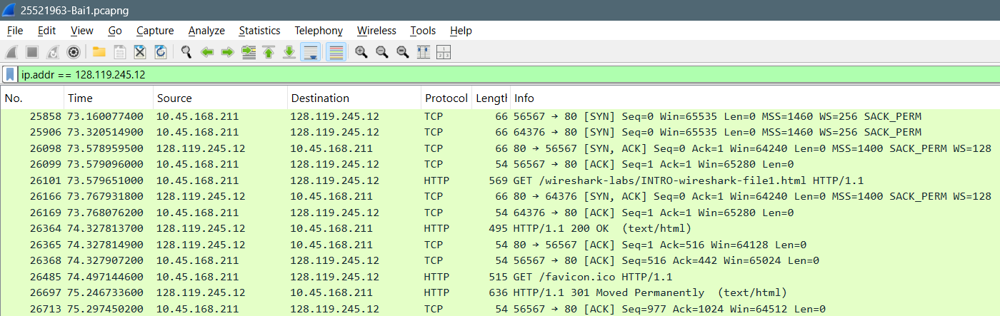 25521963-Bai1.pcapng
File Edit View Go Capture Analyze Statistics Telephony Wireless Tools Help
ip.addr == 128.119.245.12
No. Time Source Destination Protocol Length Info
25858 73.160077400 10.45.168.211 128.119.245.12 TCP 66 56567 → 80 [SYN] Seq=0 Win=65535 Len=0 MSS=1460 WS=256 SACK_PERM
25906 73.320514900 10.45.168.211 128.119.245.12 TCP 66 64376 → 80 [SYN] Seq=0 Win=65535 Len=0 MSS=1460 WS=256 SACK_PERM
26098 73.578959500 128.119.245.12 10.45.168.211 TCP 66 80 → 56567 [SYN, ACK] Seq=0 Ack=1 Win=64240 Len=0 MSS=1400 SACK_PERM WS=128
26099 73.579096000 10.45.168.211 128.119.245.12 TCP 54 56567 → 80 [ACK] Seq=1 Ack=1 Win=65280 Len=0
26101 73.579651000 10.45.168.211 128.119.245.12 HTTP 569 GET /wireshark-labs/INTRO-wireshark-file1.html HTTP/1.1
26166 73.767931800 128.119.245.12 10.45.168.211 TCP 66 80 → 64376 [SYN, ACK] Seq=0 Ack=1 Win=64240 Len=0 MSS=1400 SACK_PERM WS=128
26169 73.768076200 10.45.168.211 128.119.245.12 TCP 54 64376 → 80 [ACK] Seq=1 Ack=1 Win=65280 Len=0
26364 74.327813700 128.119.245.12 10.45.168.211 HTTP 495 HTTP/1.1 200 OK (text/html)
26365 74.327814900 128.119.245.12 10.45.168.211 TCP 54 80 → 56567 [ACK] Seq=1 Ack=516 Win=64128 Len=0
26368 74.327907200 10.45.168.211 128.119.245.12 TCP 54 56567 → 80 [ACK] Seq=516 Ack=442 Win=65024 Len=0
26485 74.497144600 10.45.168.211 128.119.245.12 HTTP 515 GET /favicon.ico HTTP/1.1
26697 75.246733600 128.119.245.12 10.45.168.211 HTTP 636 HTTP/1.1 301 Moved Permanently (text/html)
26713 75.297450200 10.45.168.211 128.119.245.12 TCP 54 56567 → 80 [ACK] Seq=977 Ack=1024 Win=64512 Len=0